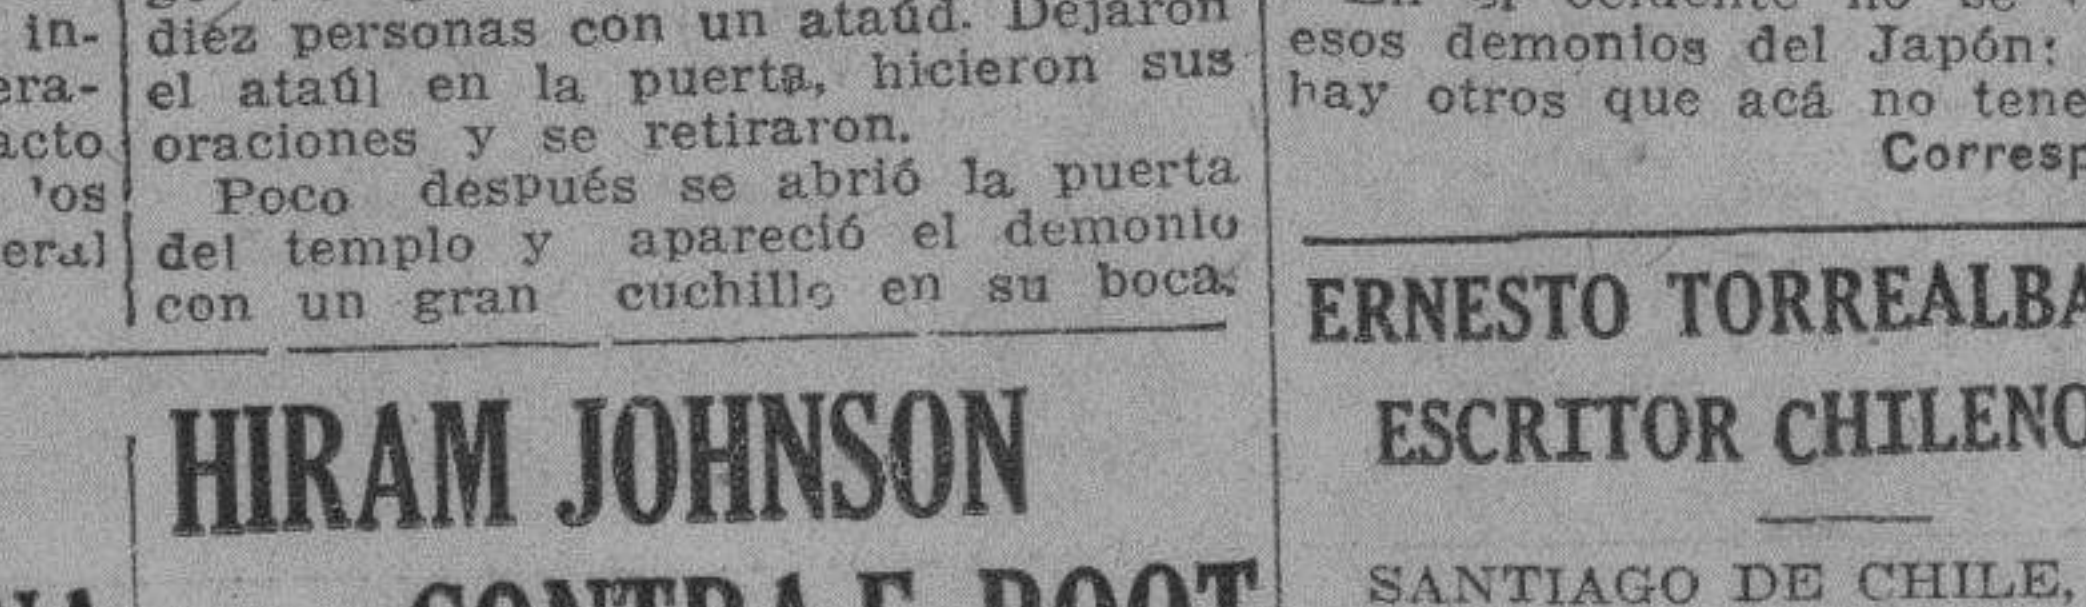 in-
era-
acto
'os
eral
diez personas con un ataúd. Dejaron
el ataúl en la puerta, hicieron sus
oraciones y se retiraron.
Poco después se abrió la puerta
del templo y apareció el demonio
con un gran cuchillo en su boca.
HIRAM JOHNSON
CONTRA E. ROOT
esos demonios del Japón;
hay otros que acá no tene
Corresp
ERNESTO TORREALBA
ESCRITOR CHILENO
SANTIAGO DE CHILE,